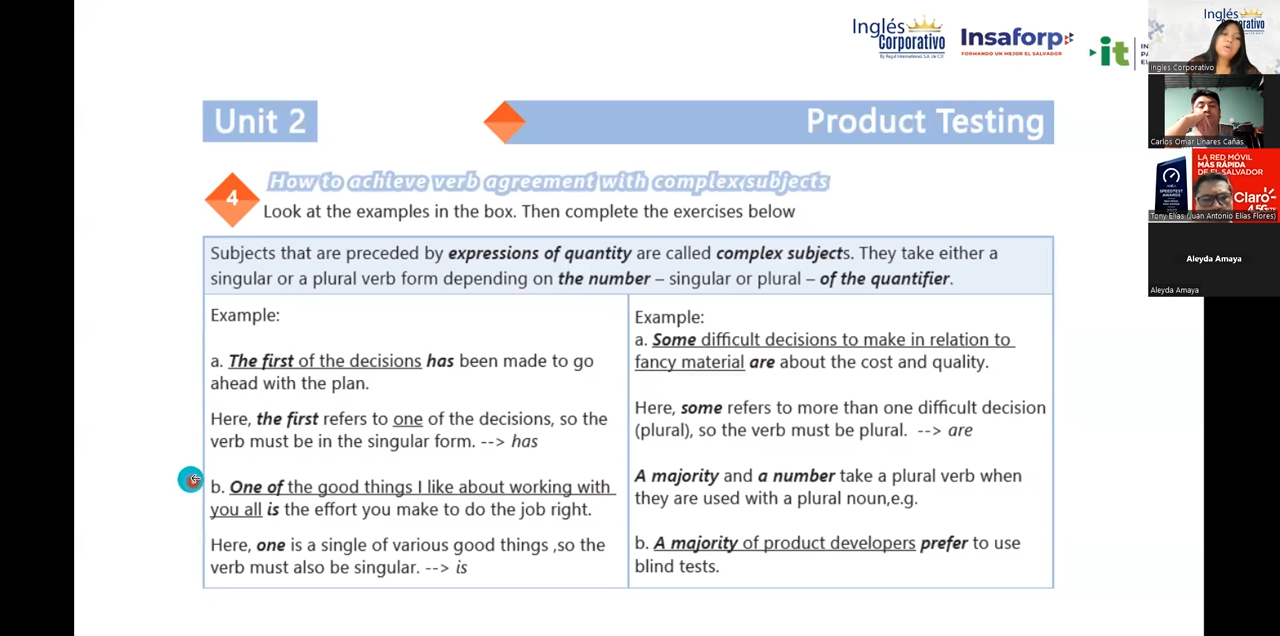 Inglés
Corporativo
By Regal International, S.A. de C.V.
Insaforp
FORMANDO UN MEJOR EL SALVADOR
it
IN
PA
EL
Unit 2
Product Testing
4
How to achieve verb agreement with complex subjects
Look at the examples in the box. Then complete the exercises below
Subjects that are preceded by expressions of quantity are called complex subjects. They take either a
singular or a plural verb form depending on the number – singular or plural – of the quantifier.
Example:
a. The first of the decisions has been made to go
ahead with the plan.
Here, the first refers to one of the decisions, so the
verb must be in the singular form. --> has
b. One of the good things I like about working with
you all is the effort you make to do the job right.
Here, one is a single of various good things ,so the
verb must also be singular. --> is
Example:
a. Some difficult decisions to make in relation to
fancy material are about the cost and quality.
Here, some refers to more than one difficult decision
(plural), so the verb must be plural. --> are
A majority and a number take a plural verb when
they are used with a plural noun,e.g.
b. A majority of product developers prefer to use
blind tests.
Inglés
Corporativo
Ingles Corporativo
Carlos Omar Linares Cañas
LA RED MÓVIL
MÁS RÁPIDA
DE EL SALVADOR
SPEEDTEST
AWARDS
Claro
4.5G
Tony Elías (Juan Antonio Elías Flores)
Aleyda Amaya
Aleyda Amaya